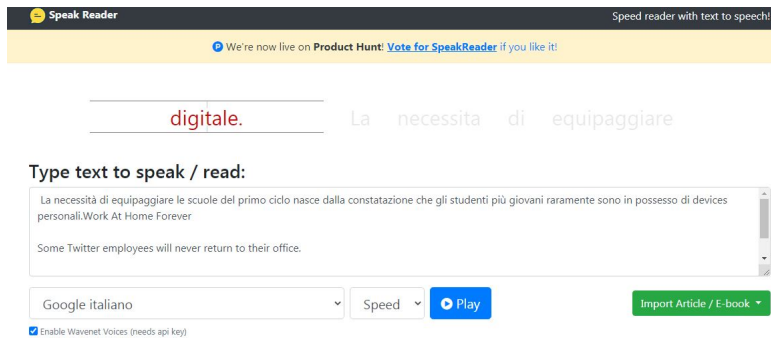 Speak Reader
Speed reader with text to speech!
We're now live on Product Hunt! Vote for SpeakReader if you like it!
digitale. La necessita di equipaggiare
Type text to speak / read:
La necessità di equipaggiare le scuole del primo ciclo nasce dalla constatazione che gli studenti più giovani raramente sono in possesso di devices
personali.Work At Home Forever
Some Twitter employees will never return to their office.
Google italiano
Speed
Play
Import Article / E-book
Enable Wavenet Voices (needs api key)